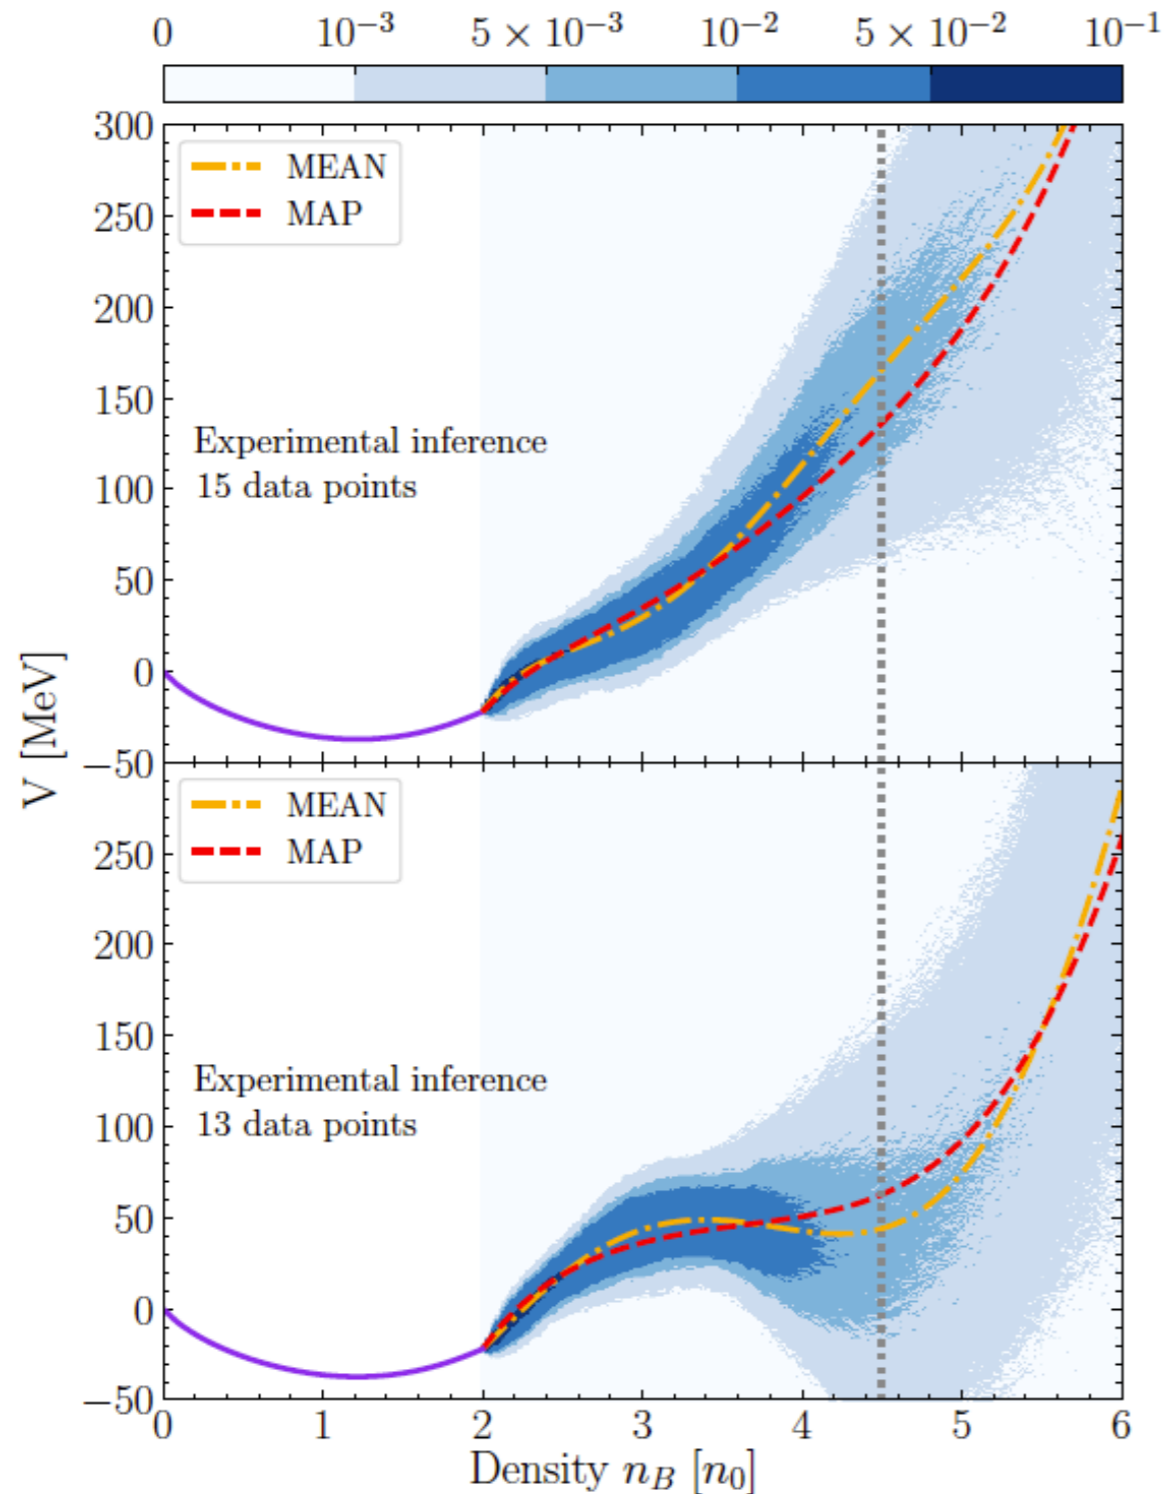 0 10⁻³ 5 × 10⁻³ 10⁻² 5 × 10⁻² 10⁻¹
300
250
200
150
100
50
0
−50
MEAN
MAP
Experimental inference
15 data points
V [MeV]
250
200
150
100
50
0
−50
MEAN
MAP
Experimental inference
13 data points
0 1 2 3 4 5 6
Density n_B [n₀]